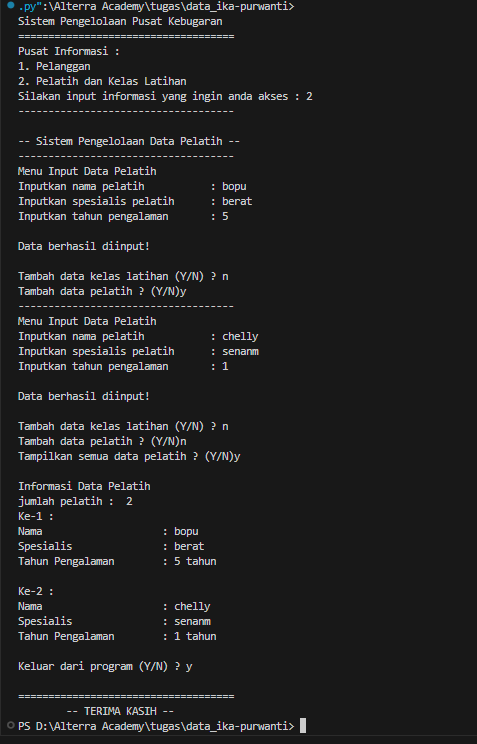 .py":\Alterra Academy\tugas\data_ika-purwanti>
Sistem Pengelolaan Pusat Kebugaran
====================================
Pusat Informasi :
1. Pelanggan
2. Pelatih dan Kelas Latihan
Silakan input informasi yang ingin anda akses : 2
------------------------------------
-- Sistem Pengelolaan Data Pelatih --
------------------------------------
Menu Input Data Pelatih
Inputkan nama pelatih : bopu
Inputkan spesialis pelatih : berat
Inputkan tahun pengalaman : 5
Data berhasil diinput!
Tambah data kelas latihan (Y/N) ? n
Tambah data pelatih ? (Y/N)y
------------------------------------
Menu Input Data Pelatih
Inputkan nama pelatih : chelly
Inputkan spesialis pelatih : senanm
Inputkan tahun pengalaman : 1
Data berhasil diinput!
Tambah data kelas latihan (Y/N) ? n
Tambah data pelatih ? (Y/N)n
Tampilkan semua data pelatih ? (Y/N)y
Informasi Data Pelatih
jumlah pelatih :  2
Ke-1 :
Nama : bopu
Spesialis : berat
Tahun Pengalaman : 5 tahun
Ke-2 :
Nama : chelly
Spesialis : senanm
Tahun Pengalaman : 1 tahun
Keluar dari program (Y/N) ? y
====================================
-- TERIMA KASIH --
PS D:\Alterra Academy\tugas\data_ika-purwanti>